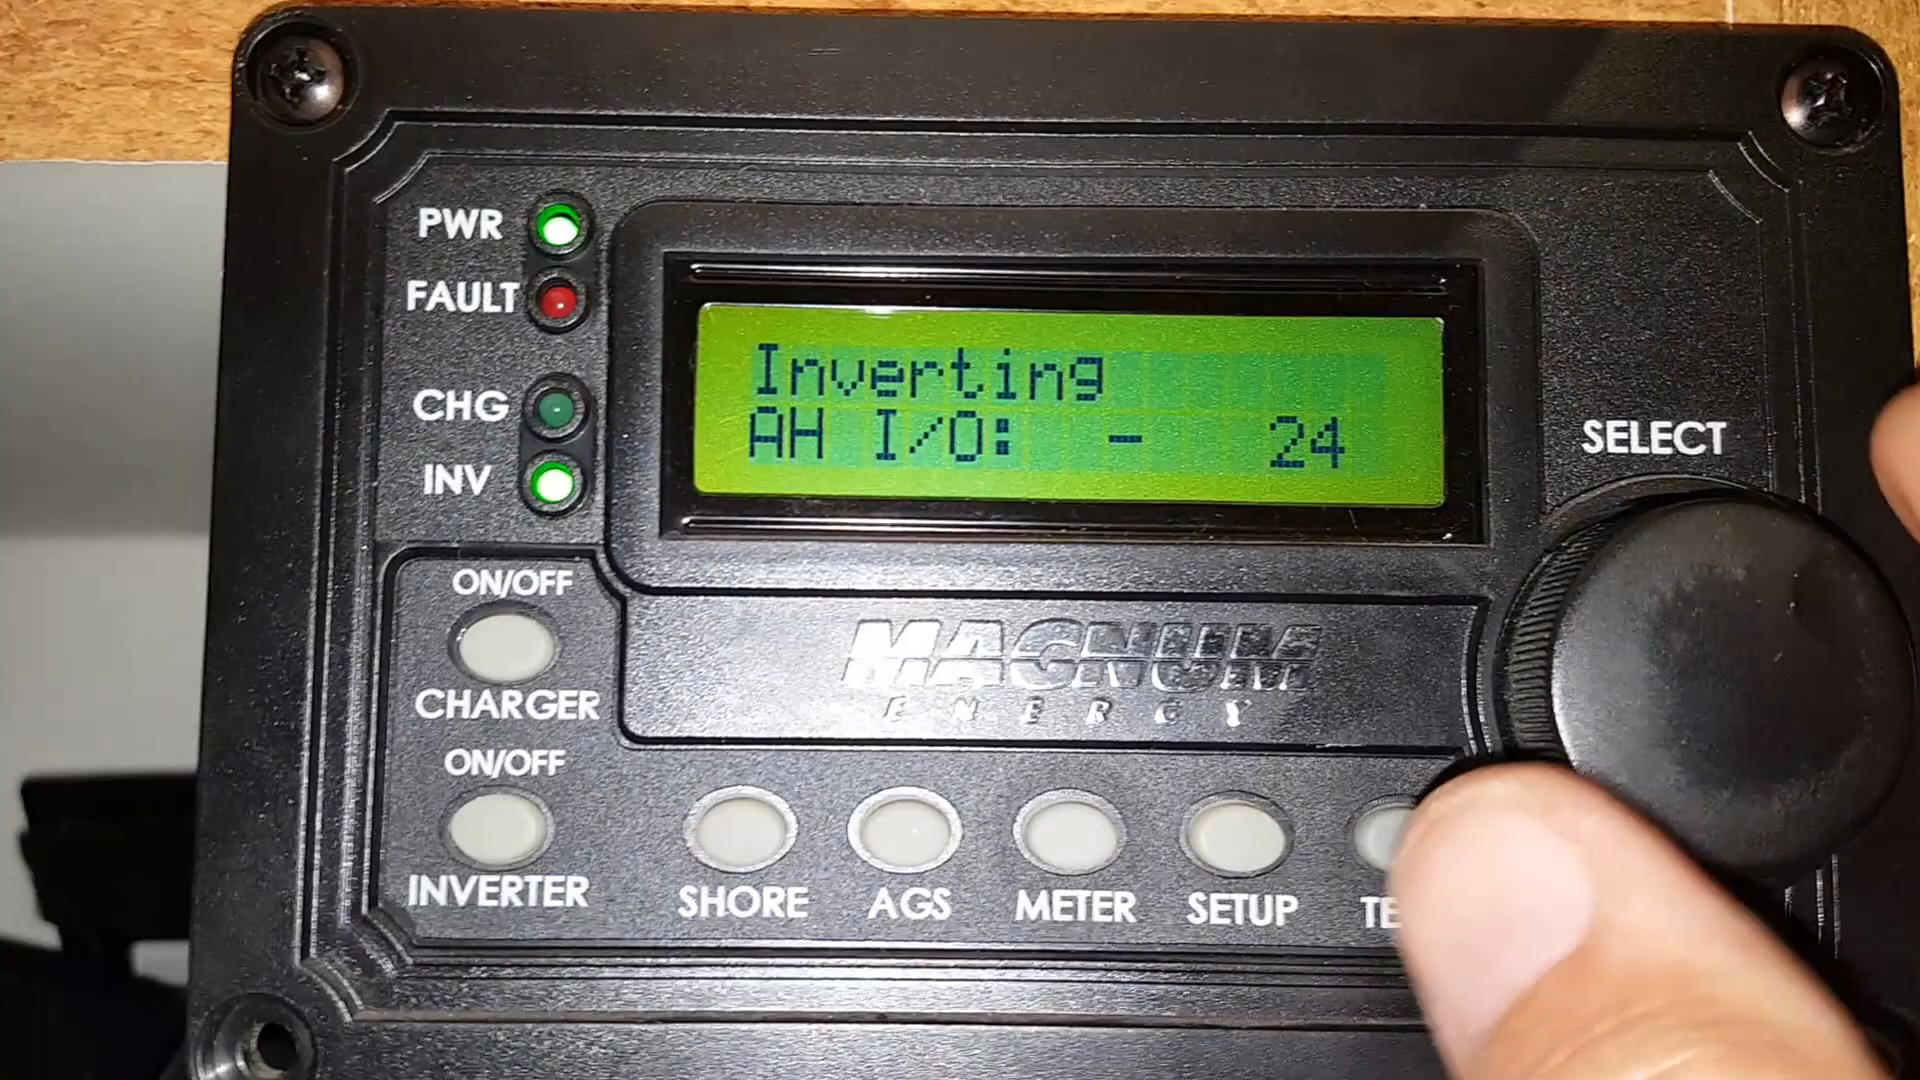 PWR
FAULT
CHG
INV
Inverting
AH I/O: - 24
SELECT
ON/OFF
CHARGER
MAGNUM
ENERGY
ON/OFF
INVERTER
SHORE
AGS
METER
SETUP